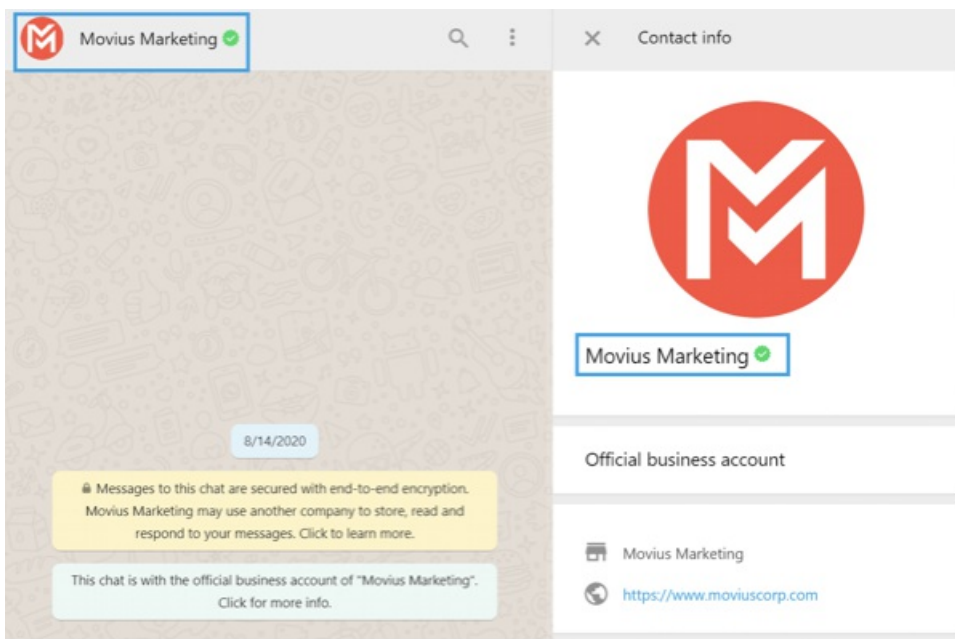 Movius Marketing
Contact info
Movius Marketing
8/14/2020
Official business account
Messages to this chat are secured with end-to-end encryption.
Movius Marketing may use another company to store, read and
respond to your messages. Click to learn more.
This chat is with the official business account of "Movius Marketing".
Click for more info.
Movius Marketing
https://www.moviuscorp.com